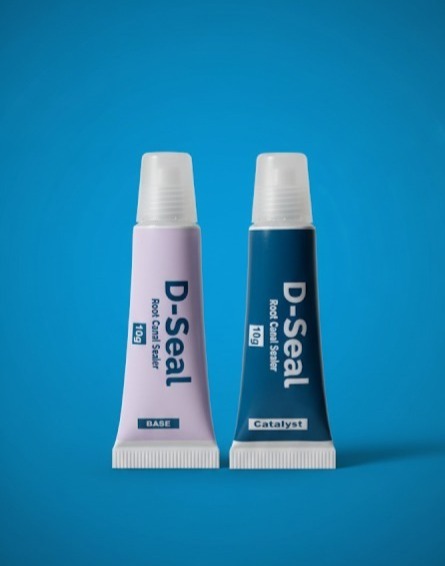 D-Seal
Root Canal Sealer
10g
BASE
D-Seal
Root Canal Sealer
10g
Catalyst